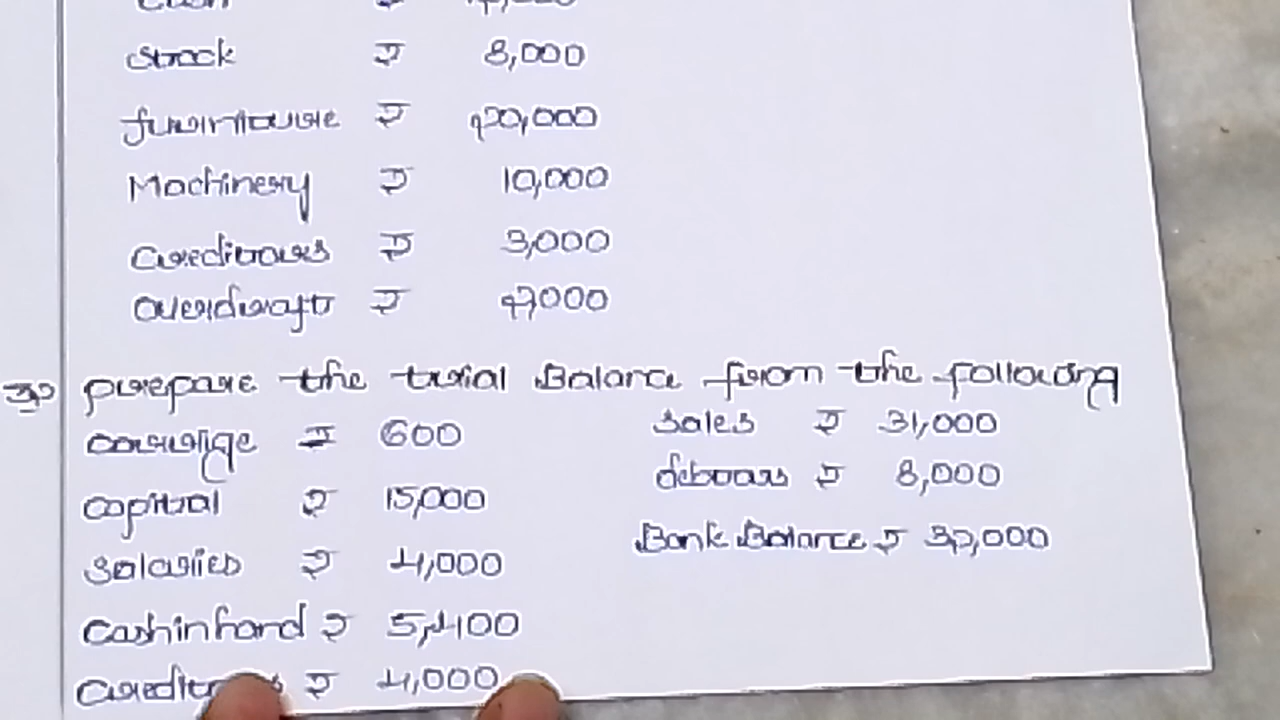 Stock ₹ 8,000
furniture ₹ 20,000
Machinery ₹ 10,000
creditors ₹ 3,000
overdraft ₹
3) prepare the trial Balance from the following
carriage ₹ 600
capital ₹ 15,000
Salaries ₹ 4,000
Cash in hand ₹ 5,400
creditors ₹ 4,000
Sales ₹ 31,000
debtors ₹ 8,000
Bank Balance ₹ 32,000